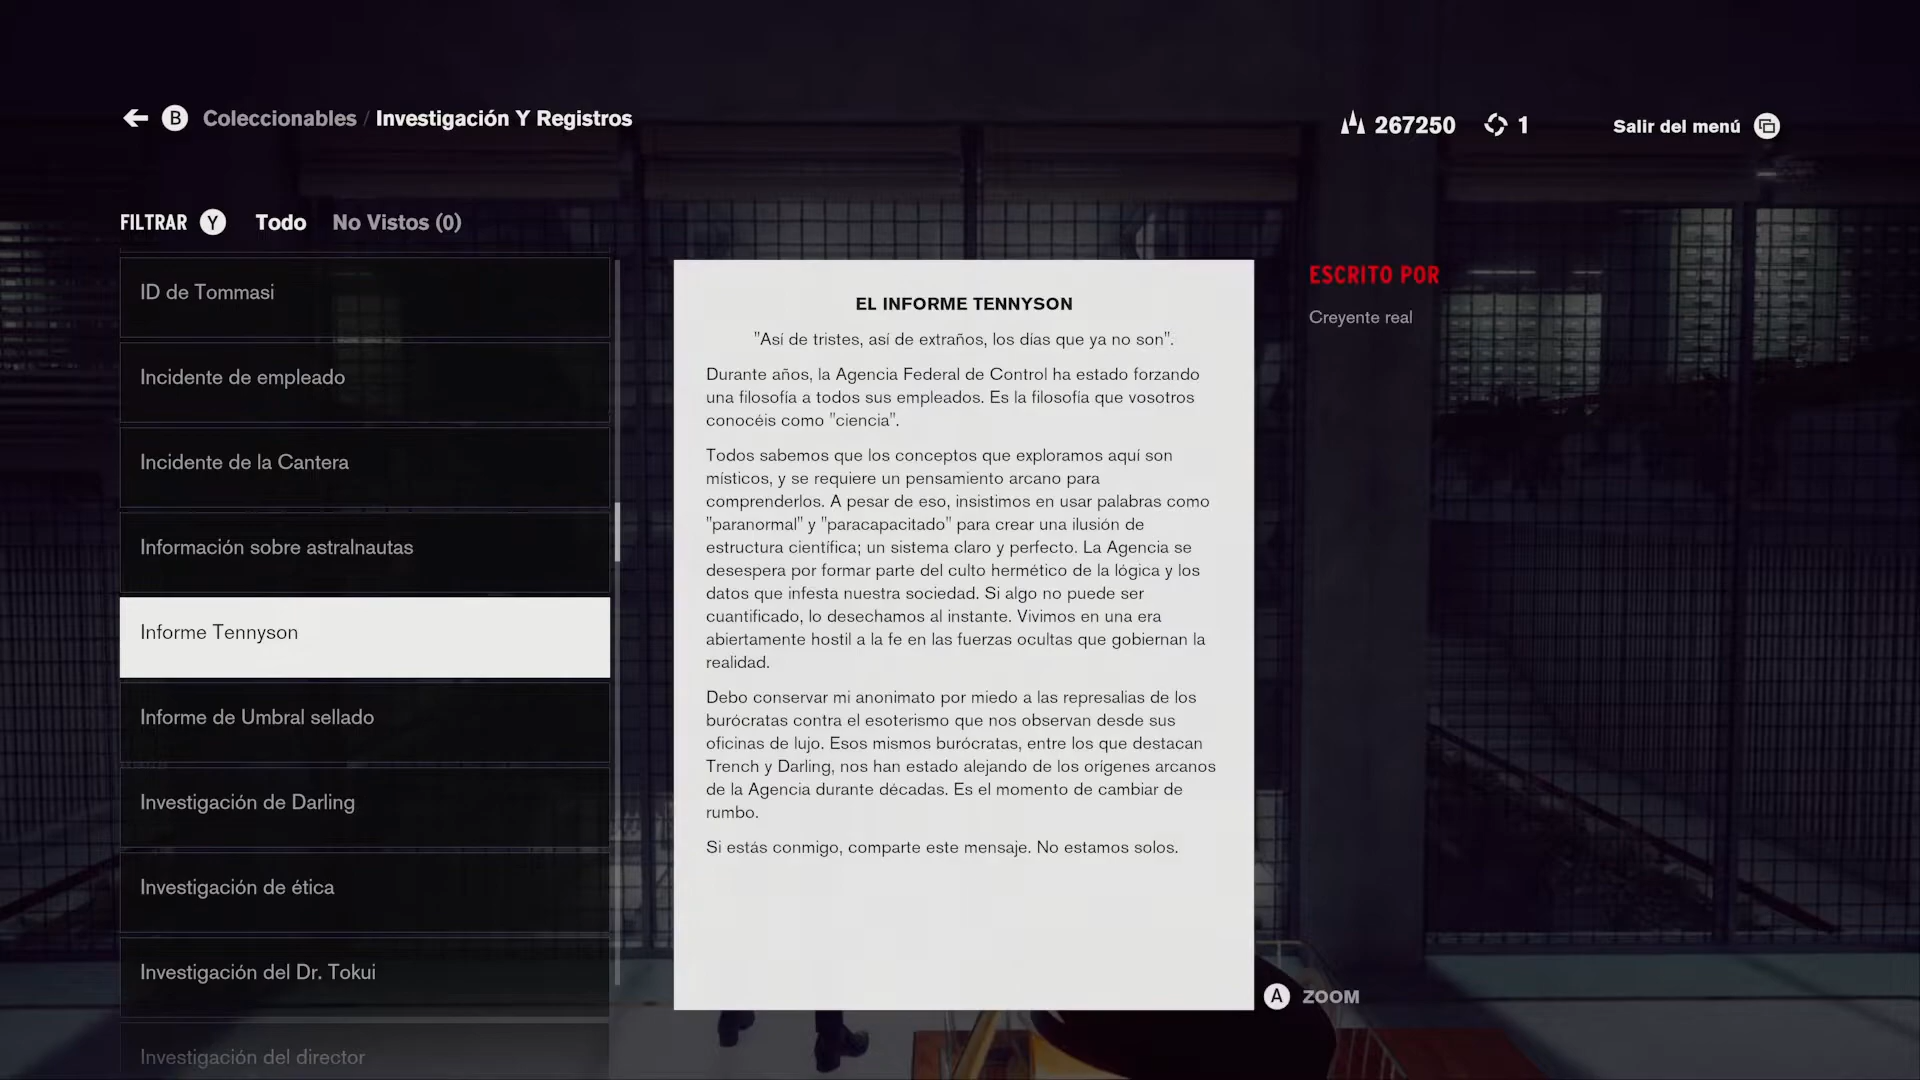 B Coleccionables / Investigación Y Registros
267250 1 Salir del menú
FILTRAR Y Todo No Vistos (0)
ID de Tommasi
Incidente de empleado
Incidente de la Cantera
Información sobre astralnautas
Informe Tennyson
Informe de Umbral sellado
Investigación de Darling
Investigación de ética
Investigación del Dr. Tokui
Investigación del director
EL INFORME TENNYSON
"Así de tristes, así de extraños, los días que ya no son".
Durante años, la Agencia Federal de Control ha estado forzando
una filosofía a todos sus empleados. Es la filosofía que vosotros
conocéis como "ciencia".
Todos sabemos que los conceptos que exploramos aquí son
místicos, y se requiere un pensamiento arcano para
comprenderlos. A pesar de eso, insistimos en usar palabras como
"paranormal" y "paracapacitado" para crear una ilusión de
estructura científica; un sistema claro y perfecto. La Agencia se
desespera por formar parte del culto hermético de la lógica y los
datos que infesta nuestra sociedad. Si algo no puede ser
cuantificado, lo desechamos al instante. Vivimos en una era
abiertamente hostil a la fe en las fuerzas ocultas que gobiernan la
realidad.
Debo conservar mi anonimato por miedo a las represalias de los
burócratas contra el esoterismo que nos observan desde sus
oficinas de lujo. Esos mismos burócratas, entre los que destacan
Trench y Darling, nos han estado alejando de los orígenes arcanos
de la Agencia durante décadas. Es el momento de cambiar de
rumbo.
Si estás conmigo, comparte este mensaje. No estamos solos.
ESCRITO POR
Creyente real
A ZOOM